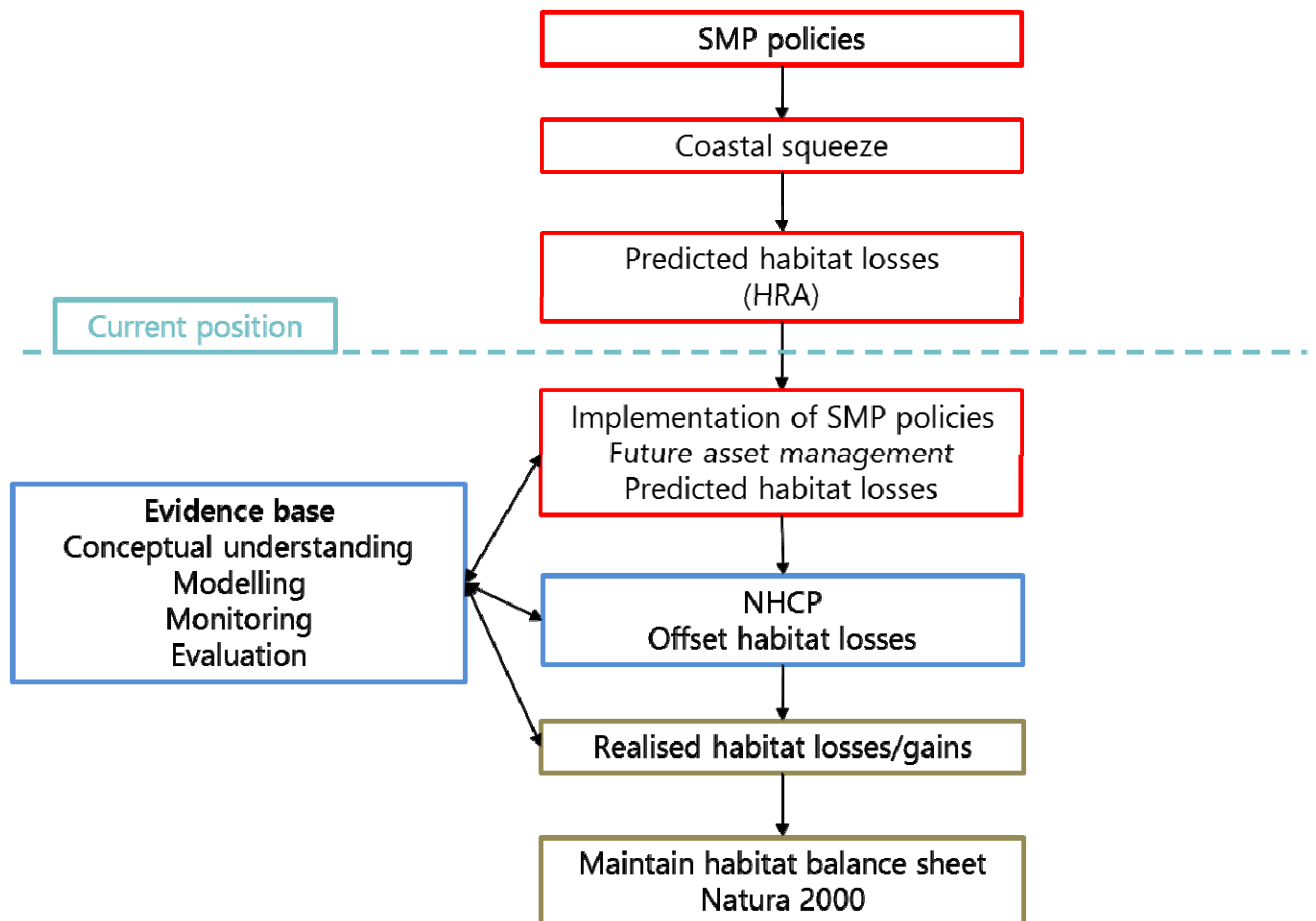 SMP policies
Coastal squeeze
Predicted habitat losses
(HRA)
Current position
Implementation of SMP policies
Future asset management
Predicted habitat losses
Evidence base
Conceptual understanding
Modelling
Monitoring
Evaluation
NHCP
Offset habitat losses
Realised habitat losses/gains
Maintain habitat balance sheet
Natura 2000